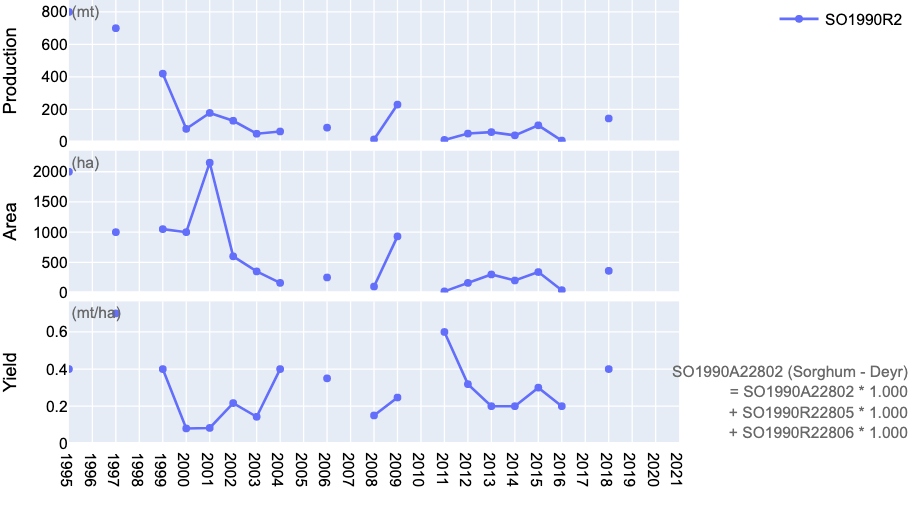 800
(mt)
600
400
200
0
Production
SO1990R2
(ha)
2000
1500
1000
500
0
Area
(mt/ha)
0.6
0.4
0.2
0
Yield
SO1990A22802 (Sorghum - Deyr)
= SO1990A22802 * 1.000
+ SO1990R22805 * 1.000
+ SO1990R22806 * 1.000
1995 1996 1997 1998 1999 2000 2001 2002 2003 2004 2005 2006 2007 2008 2009 2010 2011 2012 2013 2014 2015 2016 2017 2018 2019 2020 2021